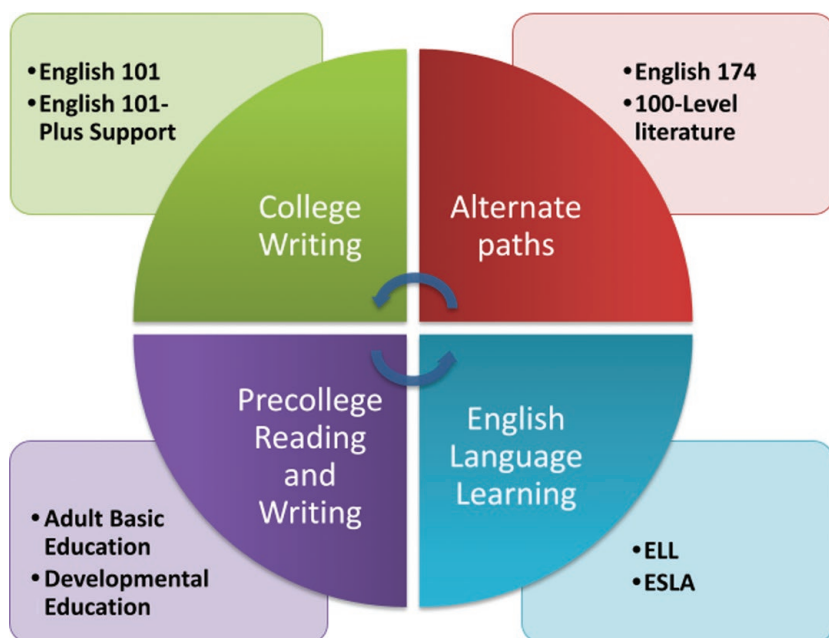 •English 101
•English 101-
Plus Support
College
Writing
•English 174
•100-Level
literature
Alternate
paths
Precollege
Reading
and
Writing
•Adult Basic
Education
•Developmental
Education
English
Language
Learning
•ELL
•ESLA